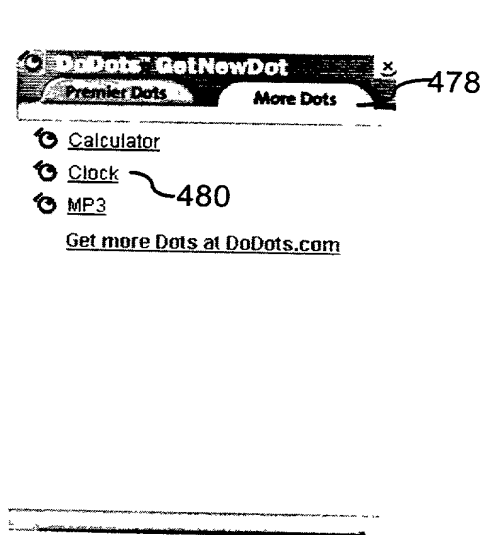 DoDots™ GetNewDot ×
Premier Dots More Dots 478
Calculator
Clock 480
MP3
Get more Dots at DoDots.com